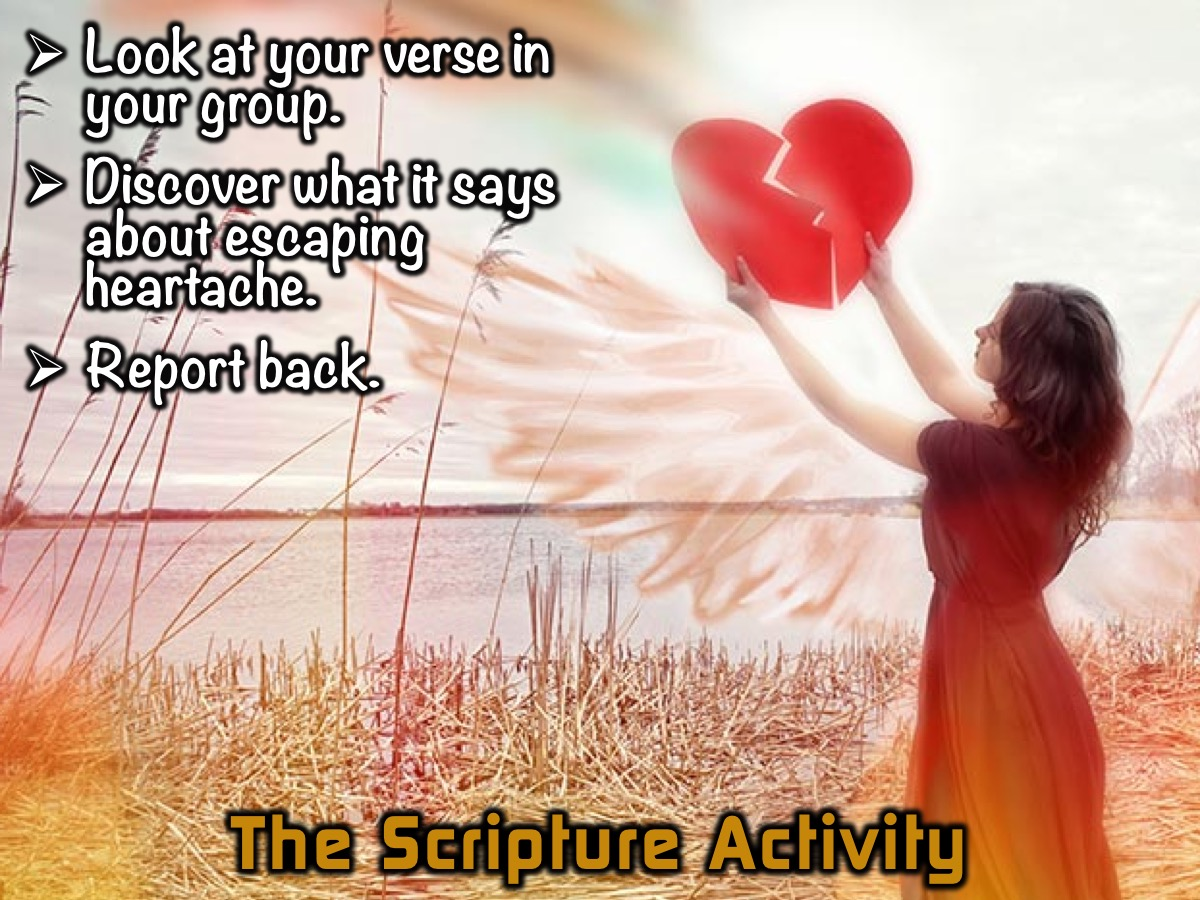 ➢ Look at your verse in
your group.
➢ Discover what it says
about escaping
heartache.
➢ Report back.
The Scripture Activity